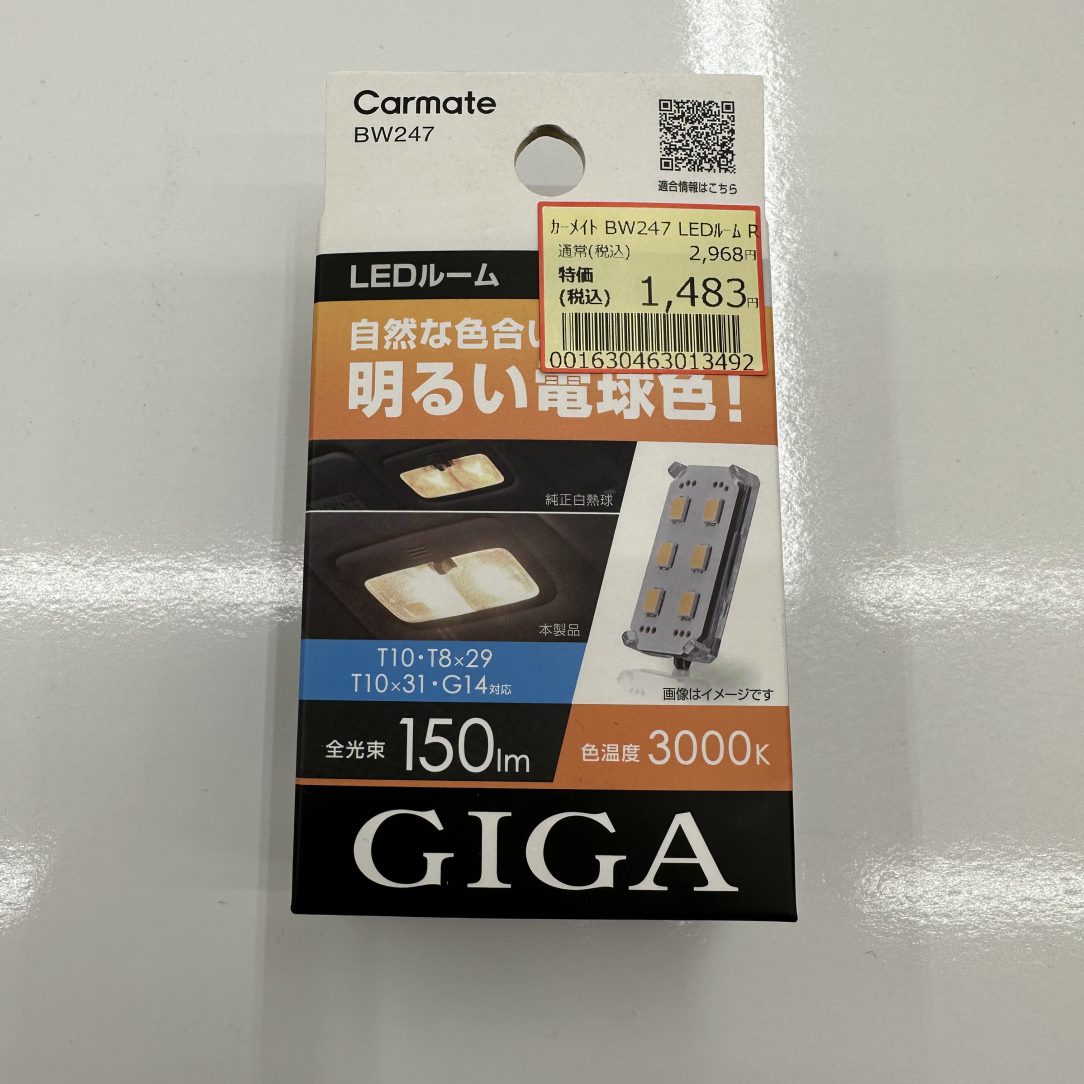 Carmate
BW247
適合情報はこちら
カーメイト BW247 LEDルーム R
通常(税込) 2,968円
特価
(税込) 1,483円
001630463013492
LEDルーム
自然な色合い
明るい電球色!
純正白熱球
本製品
T10・T8×29
T10×31・G14対応
画像はイメージです
全光束 150lm
色温度 3000K
GIGA